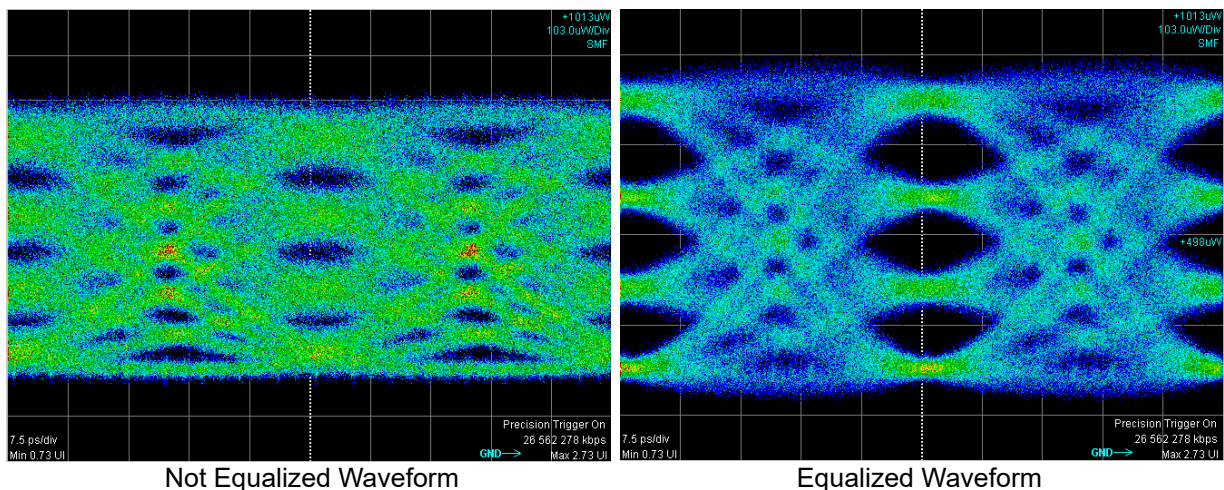 +1013uW
103.0uW/Div
SMF
7.5 ps/div
Min 0.73 UI
Precision Trigger On
26 562 278 kbps
GND→ Max 2.73 UI
Not Equalized Waveform
+1013uW
103.0uW/Div
SMF
+498uW
7.5 ps/div
Min 0.73 UI
Precision Trigger On
26 562 278 kbps
GND→ Max 2.73 UI
Equalized Waveform